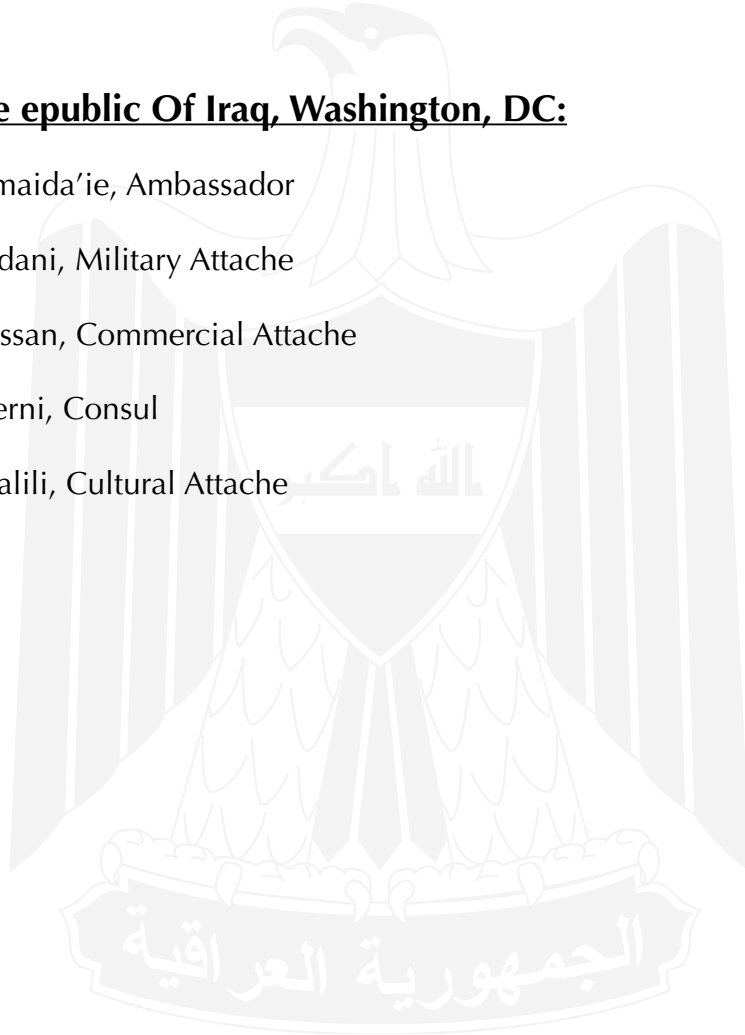 e epublic Of Iraq, Washington, DC:
maida’ie, Ambassador
dani, Military Attache
ssan, Commercial Attache
erni, Consul
alili, Cultural Attache
الله اكبر
الجمهورية العراقية